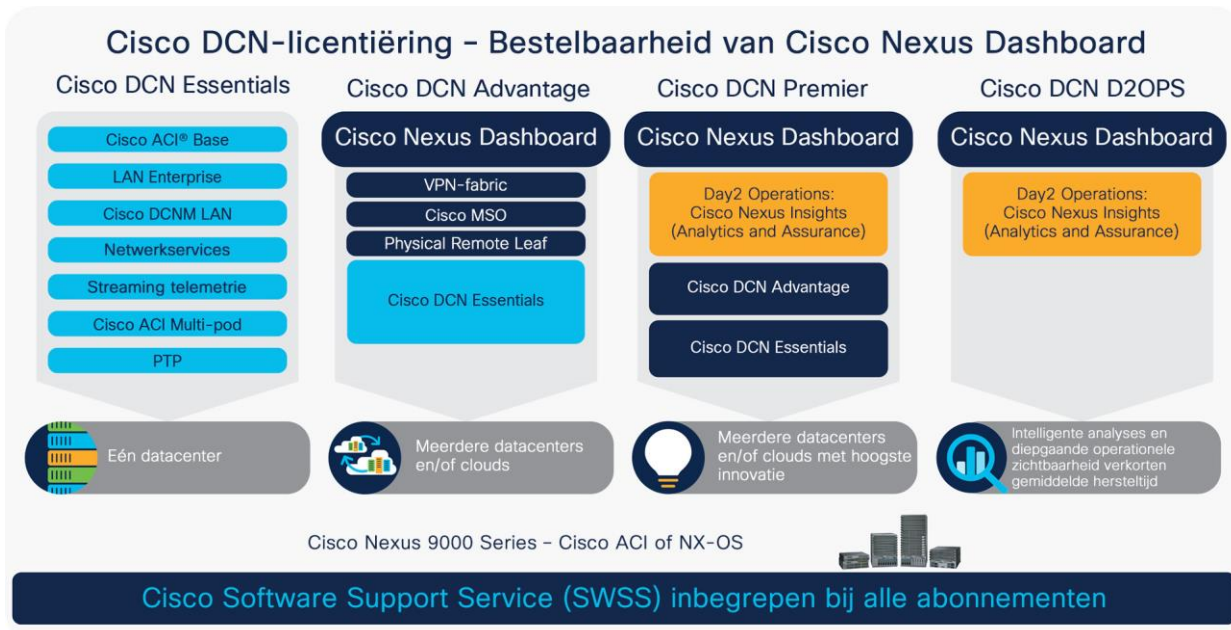 Cisco DCN-licentiëring – Bestelbaarheid van Cisco Nexus Dashboard
Cisco DCN Essentials
Cisco ACI® Base
LAN Enterprise
Cisco DCNM LAN
Netwerkservices
Streaming telemetrie
Cisco ACI Multi-pod
PTP
Eén datacenter
Cisco DCN Advantage
Cisco Nexus Dashboard
VPN-fabric
Cisco MSO
Physical Remote Leaf
Cisco DCN Essentials
Meerdere datacenters
en/of clouds
Cisco DCN Premier
Cisco Nexus Dashboard
Day2 Operations:
Cisco Nexus Insights
(Analytics and Assurance)
Cisco DCN Advantage
Cisco DCN Essentials
Meerdere datacenters
en/of clouds met hoogste
innovatie
Cisco DCN D2OPS
Cisco Nexus Dashboard
Day2 Operations:
Cisco Nexus Insights
(Analytics and Assurance)
Intelligente analyses en
diepgaande operationele
zichtbaarheid verkorten
gemiddelde hersteltijd
Cisco Nexus 9000 Series – Cisco ACI of NX-OS
Cisco Software Support Service (SWSS) inbegrepen bij alle abonnementen